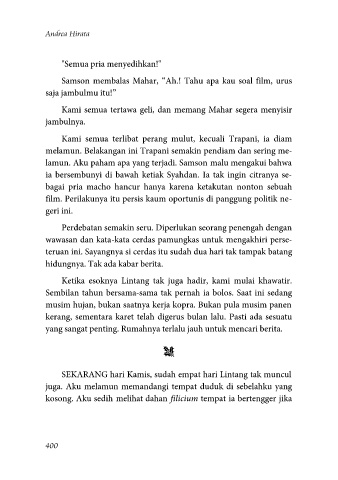 Andrea Hirata
"Semua pria menyedihkan!"
Samson membalas Mahar, “Ah.! Tahu apa kau soal film, urus
saja jambulmu itu!”
Kami semua tertawa geli, dan memang Mahar segera menyisir
jambulnya.
Kami semua terlibat perang mulut, kecuali Trapani, ia diam
melamun. Belakangan ini Trapani semakin pendiam dan sering me-
lamun. Aku paham apa yang terjadi. Samson malu mengakui bahwa
ia bersembunyi di bawah ketiak Syahdan. Ia tak ingin citranya se-
bagai pria macho hancur hanya karena ketakutan nonton sebuah
film. Perilakunya itu persis kaum oportunis di panggung politik ne-
geri ini.
Perdebatan semakin seru. Diperlukan seorang penengah dengan
wawasan dan kata-kata cerdas pamungkas untuk mengakhiri perse-
teruan ini. Sayangnya si cerdas itu sudah dua hari tak tampak batang
hidungnya. Tak ada kabar berita.
Ketika esoknya Lintang tak juga hadir, kami mulai khawatir.
Sembilan tahun bersama-sama tak pernah ia bolos. Saat ini sedang
musim hujan, bukan saatnya kerja kopra. Bukan pula musim panen
kerang, sementara karet telah digerus bulan lalu. Pasti ada sesuatu
yang sangat penting. Rumahnya terlalu jauh untuk mencari berita.
SEKARANG hari Kamis, sudah empat hari Lintang tak muncul
juga. Aku melamun memandangi tempat duduk di sebelahku yang
kosong. Aku sedih melihat dahan filicium tempat ia bertengger jika
400